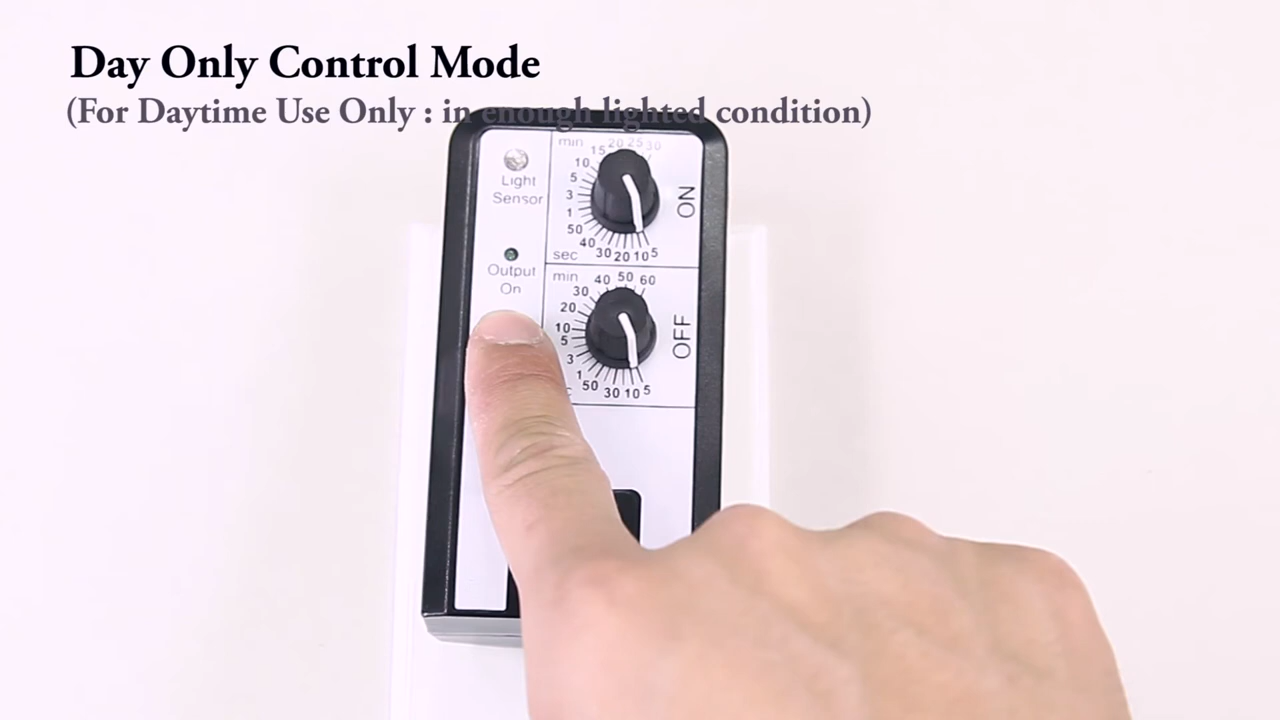 Day Only Control Mode
(For Daytime Use Only : in enough lighted condition)
Light
Sensor
Output
On
min
15 20 25 30
10
5
3
1
50
40
30 20 10 5
sec
ON
min
40 50 60
30
20
10
5
3
1
50
30 10 5
OFF